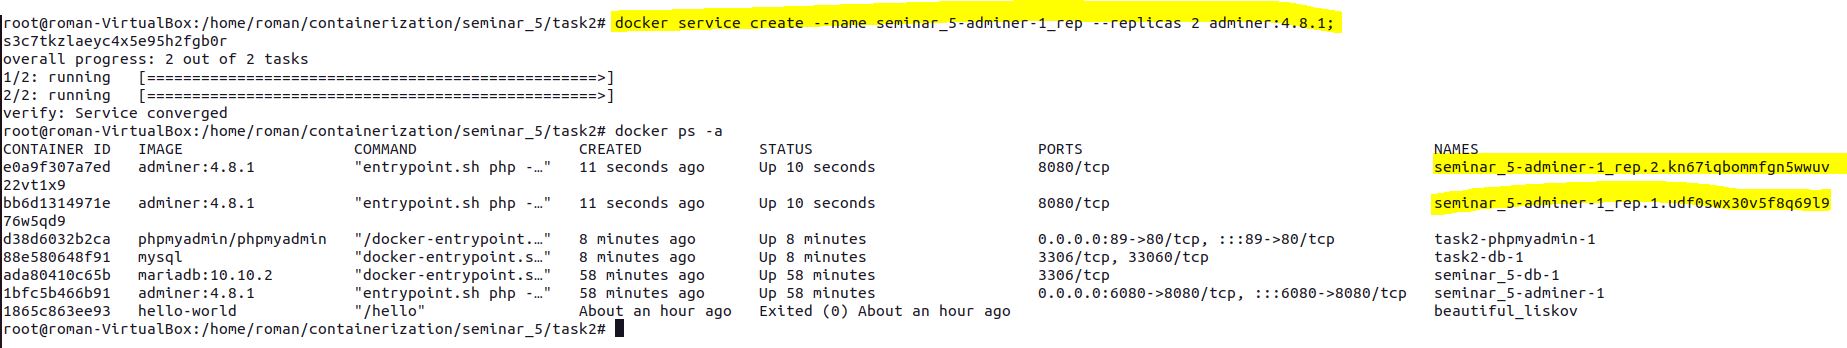 root@roman-VirtualBox:/home/roman/containerization/seminar_5/task2# docker service create --name seminar_5-adminer-1_rep --replicas 2 adminer:4.8.1;
s3c7tkzlaeyc4x5e95h2fgb0r
overall progress: 2 out of 2 tasks
1/2: running   [==================================================>]
2/2: running   [==================================================>]
verify: Service converged
root@roman-VirtualBox:/home/roman/containerization/seminar_5/task2# docker ps -a
CONTAINER ID   IMAGE                   COMMAND                  CREATED             STATUS                         PORTS                                       NAMES
e0a9f307a7ed   adminer:4.8.1           "entrypoint.sh php -…"   11 seconds ago      Up 10 seconds                  8080/tcp                                    seminar_5-adminer-1_rep.2.kn67iqbommfgn5wwuv
22vt1x9
bb6d1314971e   adminer:4.8.1           "entrypoint.sh php -…"   11 seconds ago      Up 10 seconds                  8080/tcp                                    seminar_5-adminer-1_rep.1.udf0swx30v5f8q69l9
76w5qd9
d38d6032b2ca   phpmyadmin/phpmyadmin   "/docker-entrypoint.…"   8 minutes ago       Up 8 minutes                   0.0.0.0:89->80/tcp, :::89->80/tcp           task2-phpmyadmin-1
88e580648f91   mysql                   "docker-entrypoint.s…"   8 minutes ago       Up 8 minutes                   3306/tcp, 33060/tcp                         task2-db-1
ada80410c65b   mariadb:10.10.2         "docker-entrypoint.s…"   58 minutes ago      Up 58 minutes                  3306/tcp                                    seminar_5-db-1
1bfc5b466b91   adminer:4.8.1           "entrypoint.sh php -…"   58 minutes ago      Up 58 minutes                  0.0.0.0:6080->8080/tcp, :::6080->8080/tcp   seminar_5-adminer-1
1865c863ee93   hello-world             "/hello"                 About an hour ago   Exited (0) About an hour ago                                               beautiful_liskov
root@roman-VirtualBox:/home/roman/containerization/seminar_5/task2#